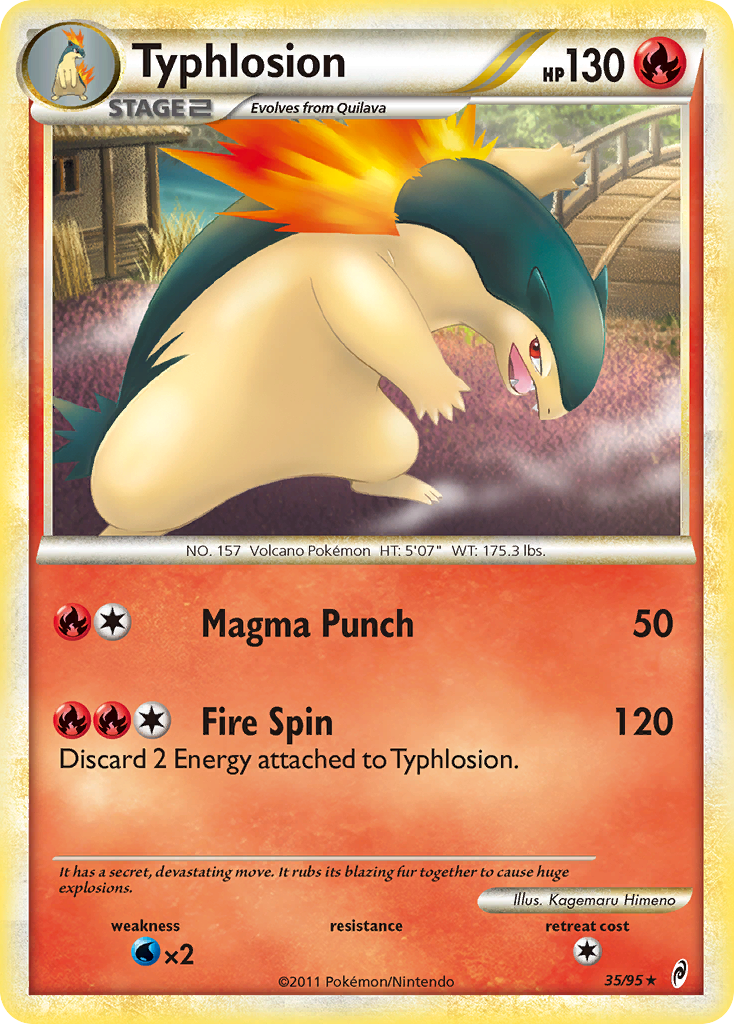 Typhlosion HP 130
STAGE 2 Evolves from Quilava
NO. 157 Volcano Pokémon HT: 5'07" WT: 175.3 lbs.
Magma Punch 50
Fire Spin 120
Discard 2 Energy attached to Typhlosion.
It has a secret, devastating move. It rubs its blazing fur together to cause huge
explosions.
Illus. Kagemaru Himeno
weakness resistance retreat cost
×2
©2011 Pokémon/Nintendo 35/95 ★